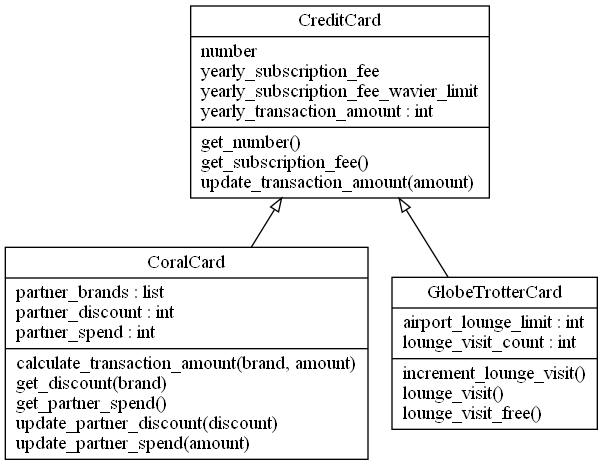 CreditCard
number
yearly_subscription_fee
yearly_subscription_fee_wavier_limit
yearly_transaction_amount : int
get_number()
get_subscription_fee()
update_transaction_amount(amount)
CoralCard
partner_brands : list
partner_discount : int
partner_spend : int
calculate_transaction_amount(brand, amount)
get_discount(brand)
get_partner_spend()
update_partner_discount(discount)
update_partner_spend(amount)
GlobeTrotterCard
airport_lounge_limit : int
lounge_visit_count : int
increment_lounge_visit()
lounge_visit()
lounge_visit_free()